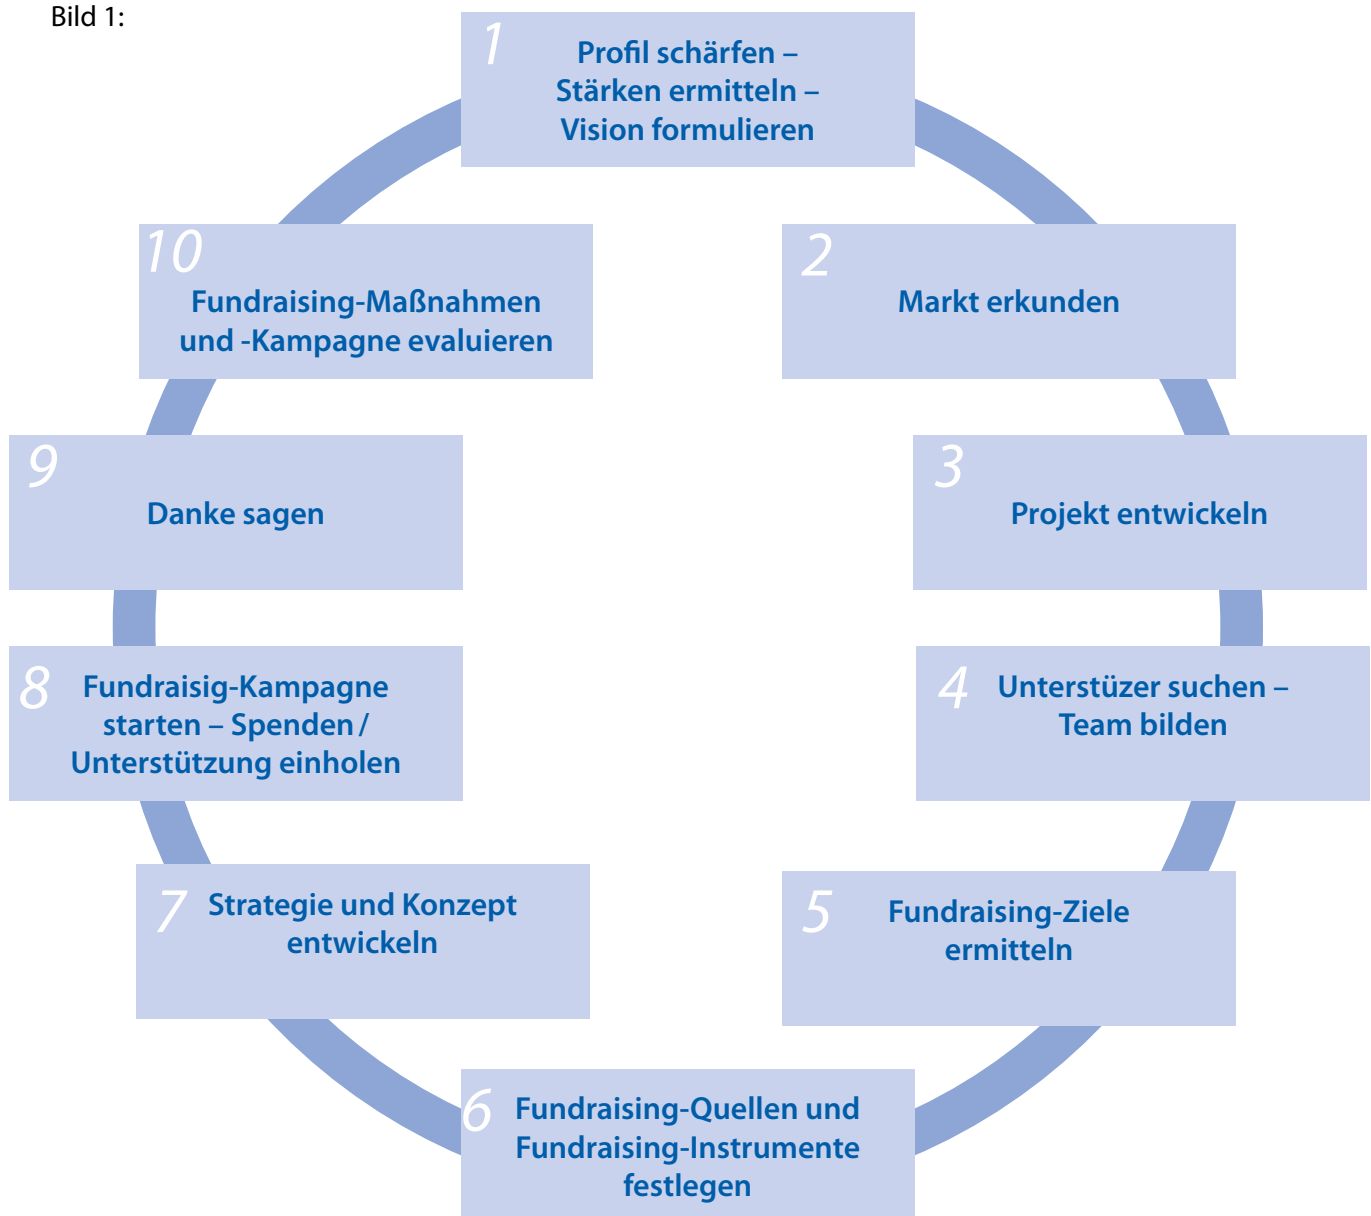 Bild 1:
1
Profil schärfen –
Stärken ermitteln –
Vision formulieren
2
Markt erkunden
3
Projekt entwickeln
4
Unterstüzer suchen –
Team bilden
5
Fundraising-Ziele
ermitteln
6
Fundraising-Quellen und
Fundraising-Instrumente
festlegen
7
Strategie und Konzept
entwickeln
8
Fundraisig-Kampagne
starten – Spenden /
Unterstützung einholen
9
Danke sagen
10
Fundraising-Maßnahmen
und -Kampagne evaluieren